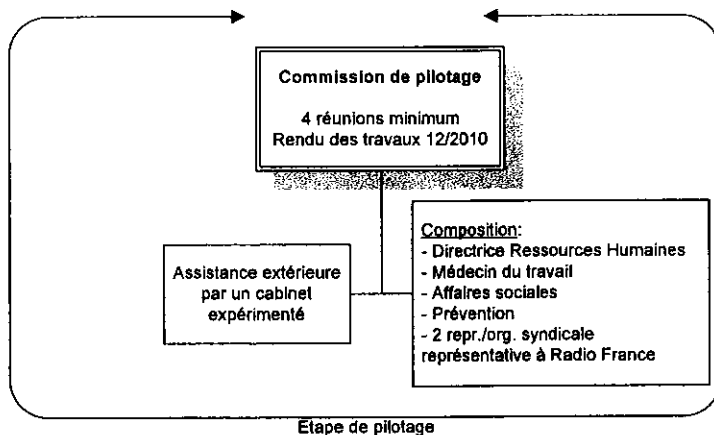 Commission de pilotage
4 réunions minimum
Rendu des travaux 12/2010
Assistance extérieure
par un cabinet
expérimenté
Composition:
- Directrice Ressources Humaines
- Médecin du travail
- Affaires sociales
- Prévention
- 2 repr./org. syndicale
représentative à Radio France
Etape de pilotage